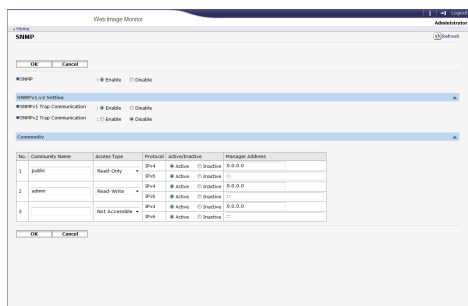 Logout
Web Image Monitor
Administrator
Home
SNMP
Refresh
OK Cancel
SNMP : Enable Disable
SNMPv1,v2 Setting
SNMPv1 Trap Communication : Enable Disable
SNMPv2 Trap Communication : Enable Disable
Community
No. Community Name Access Type Protocol Active/Inactive Manager Address
1 public Read-Only IPv4 Active Inactive 0.0.0.0
IPv6 Active Inactive ::
2 admin Read-Write IPv4 Active Inactive 0.0.0.0
IPv6 Active Inactive ::
3 Not Accessible IPv4 Active Inactive 0.0.0.0
IPv6 Active Inactive ::
OK Cancel